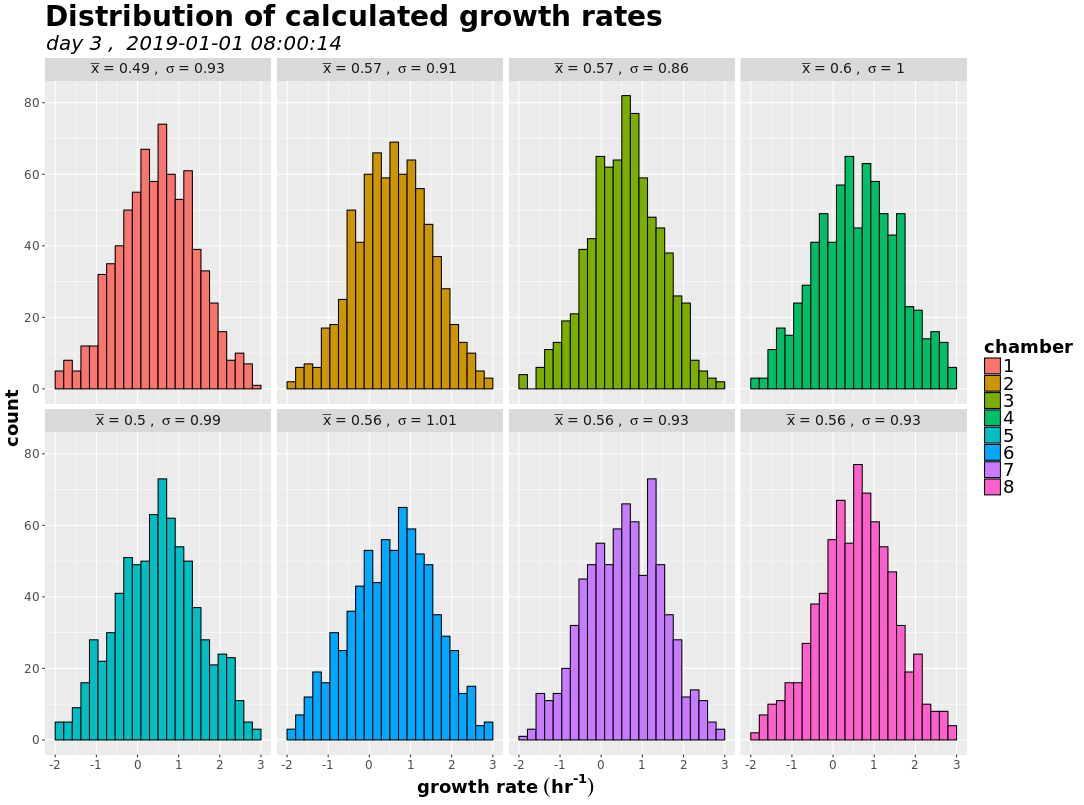 Distribution of calculated growth rates
day 3 ,  2019-01-01 08:00:14
x̅ = 0.49 ,  σ = 0.93
x̅ = 0.57 ,  σ = 0.91
x̅ = 0.57 ,  σ = 0.86
x̅ = 0.6 ,  σ = 1
80
60
40
20
0
x̅ = 0.5 ,  σ = 0.99
x̅ = 0.56 ,  σ = 1.01
x̅ = 0.56 ,  σ = 0.93
x̅ = 0.56 ,  σ = 0.93
80
60
40
20
0
-2 -1 0 1 2 3
-2 -1 0 1 2 3
-2 -1 0 1 2 3
-2 -1 0 1 2 3
count
growth rate (hr⁻¹)
chamber
1
2
3
4
5
6
7
8